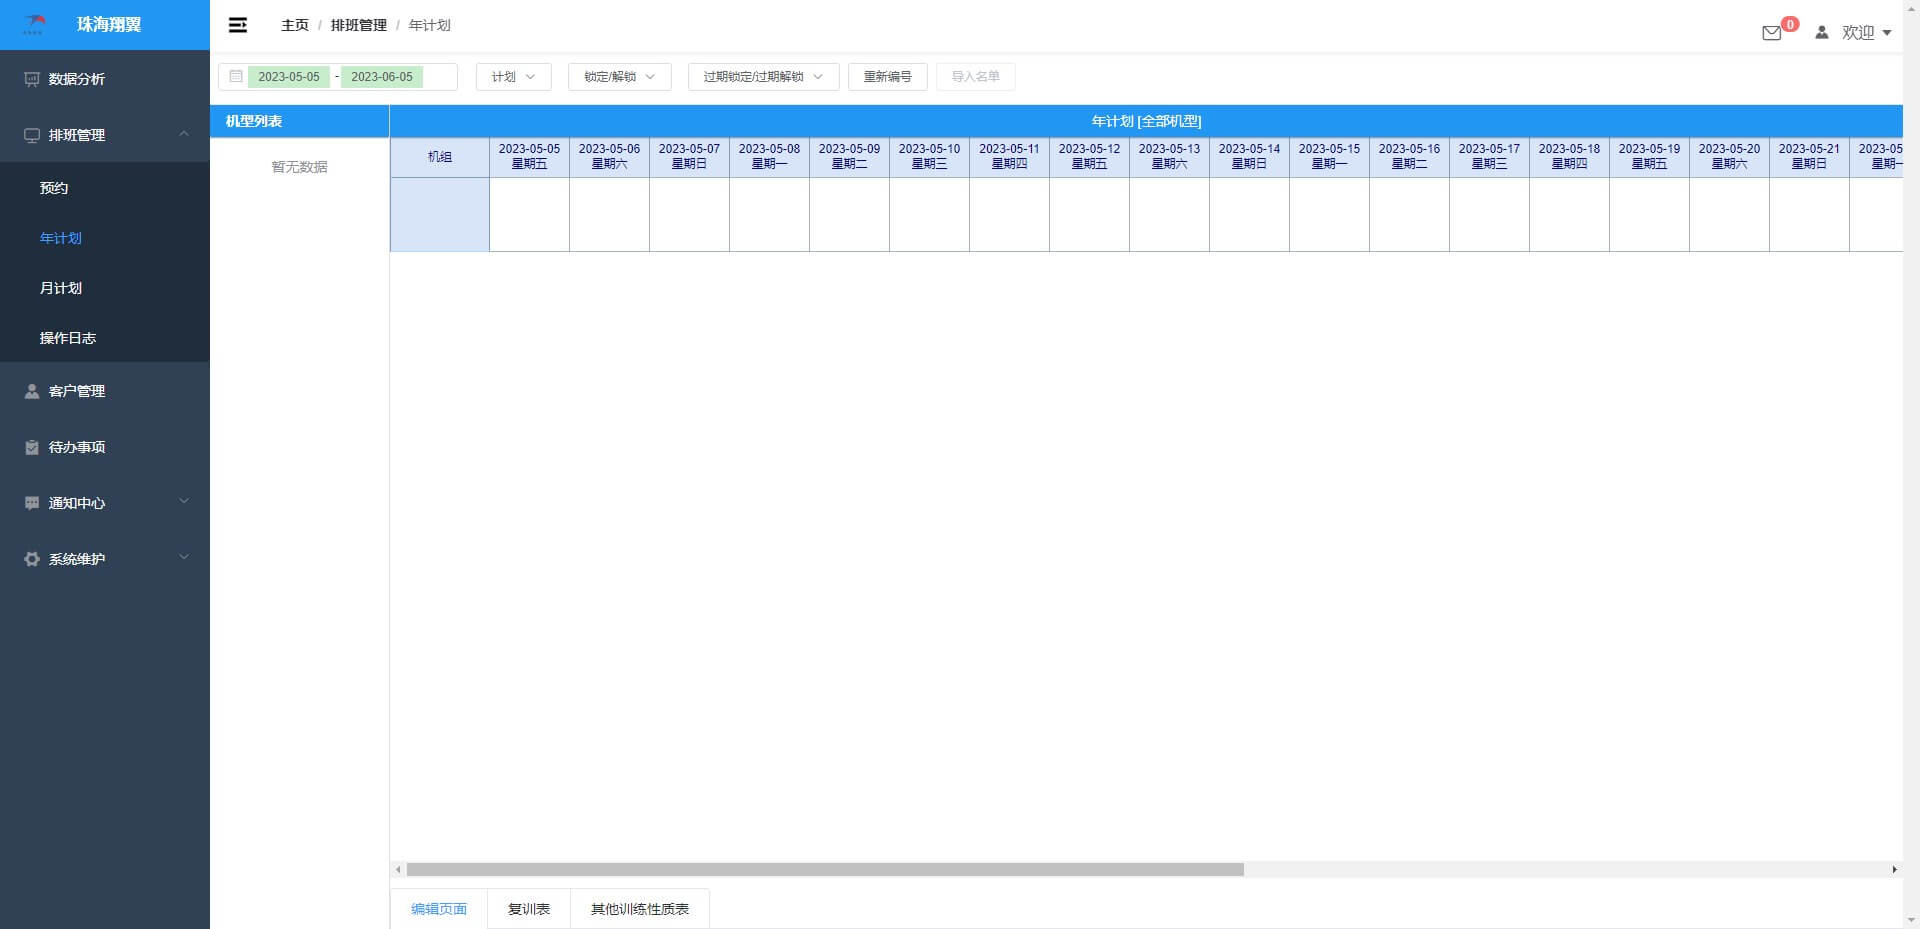 珠海翔翼
主页 / 排班管理 / 年计划
0
欢迎
数据分析
排班管理
预约
年计划
月计划
操作日志
客户管理
待办事项
通知中心
系统维护
2023-05-05 - 2023-06-05
计划
锁定/解锁
过期锁定/过期解锁
重新编号
导入名单
机型列表
暂无数据
年计划 [全部机型]
机组
2023-05-05 2023-05-06 2023-05-07 2023-05-08 2023-05-09 2023-05-10 2023-05-11 2023-05-12 2023-05-13 2023-05-14 2023-05-15 2023-05-16 2023-05-17 2023-05-18 2023-05-19 2023-05-20 2023-05-21 2023-05
星期五 星期六 星期日 星期一 星期二 星期三 星期四 星期五 星期六 星期日 星期一 星期二 星期三 星期四 星期五 星期六 星期日 星期一
编辑页面
复训表
其他训练性质表